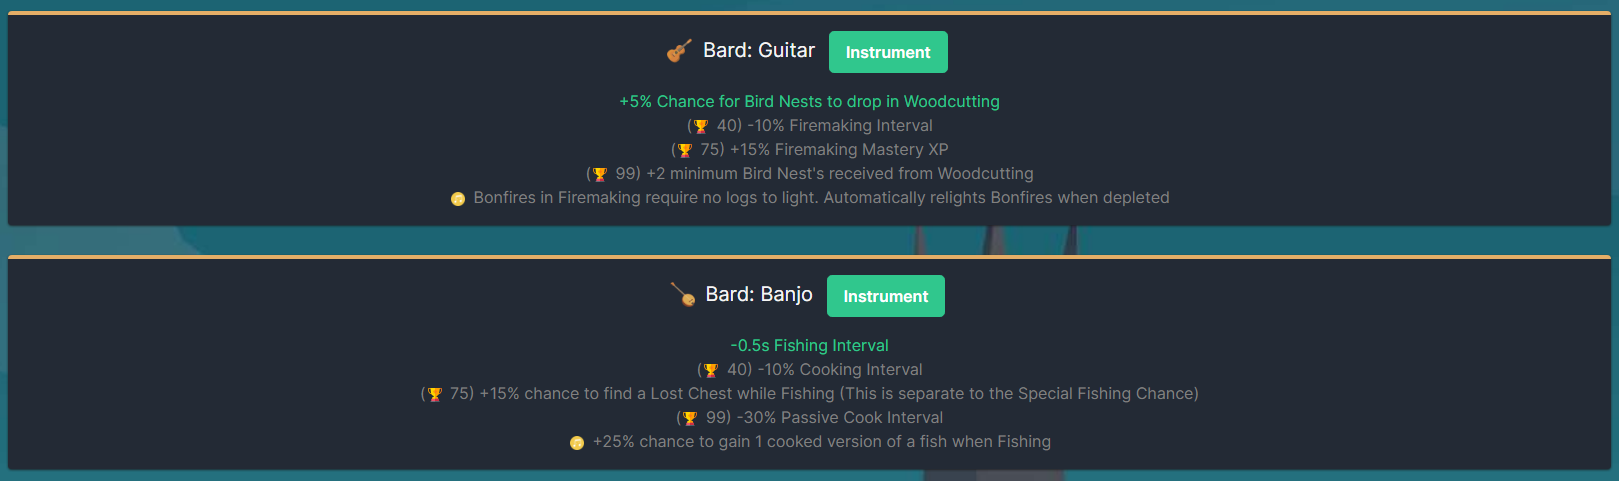 Bard: Guitar Instrument
+5% Chance for Bird Nests to drop in Woodcutting
(40) -10% Firemaking Interval
(75) +15% Firemaking Mastery XP
(99) +2 minimum Bird Nest's received from Woodcutting
Bonfires in Firemaking require no logs to light. Automatically relights Bonfires when depleted
Bard: Banjo Instrument
-0.5s Fishing Interval
(40) -10% Cooking Interval
(75) +15% chance to find a Lost Chest while Fishing (This is separate to the Special Fishing Chance)
(99) -30% Passive Cook Interval
+25% chance to gain 1 cooked version of a fish when Fishing